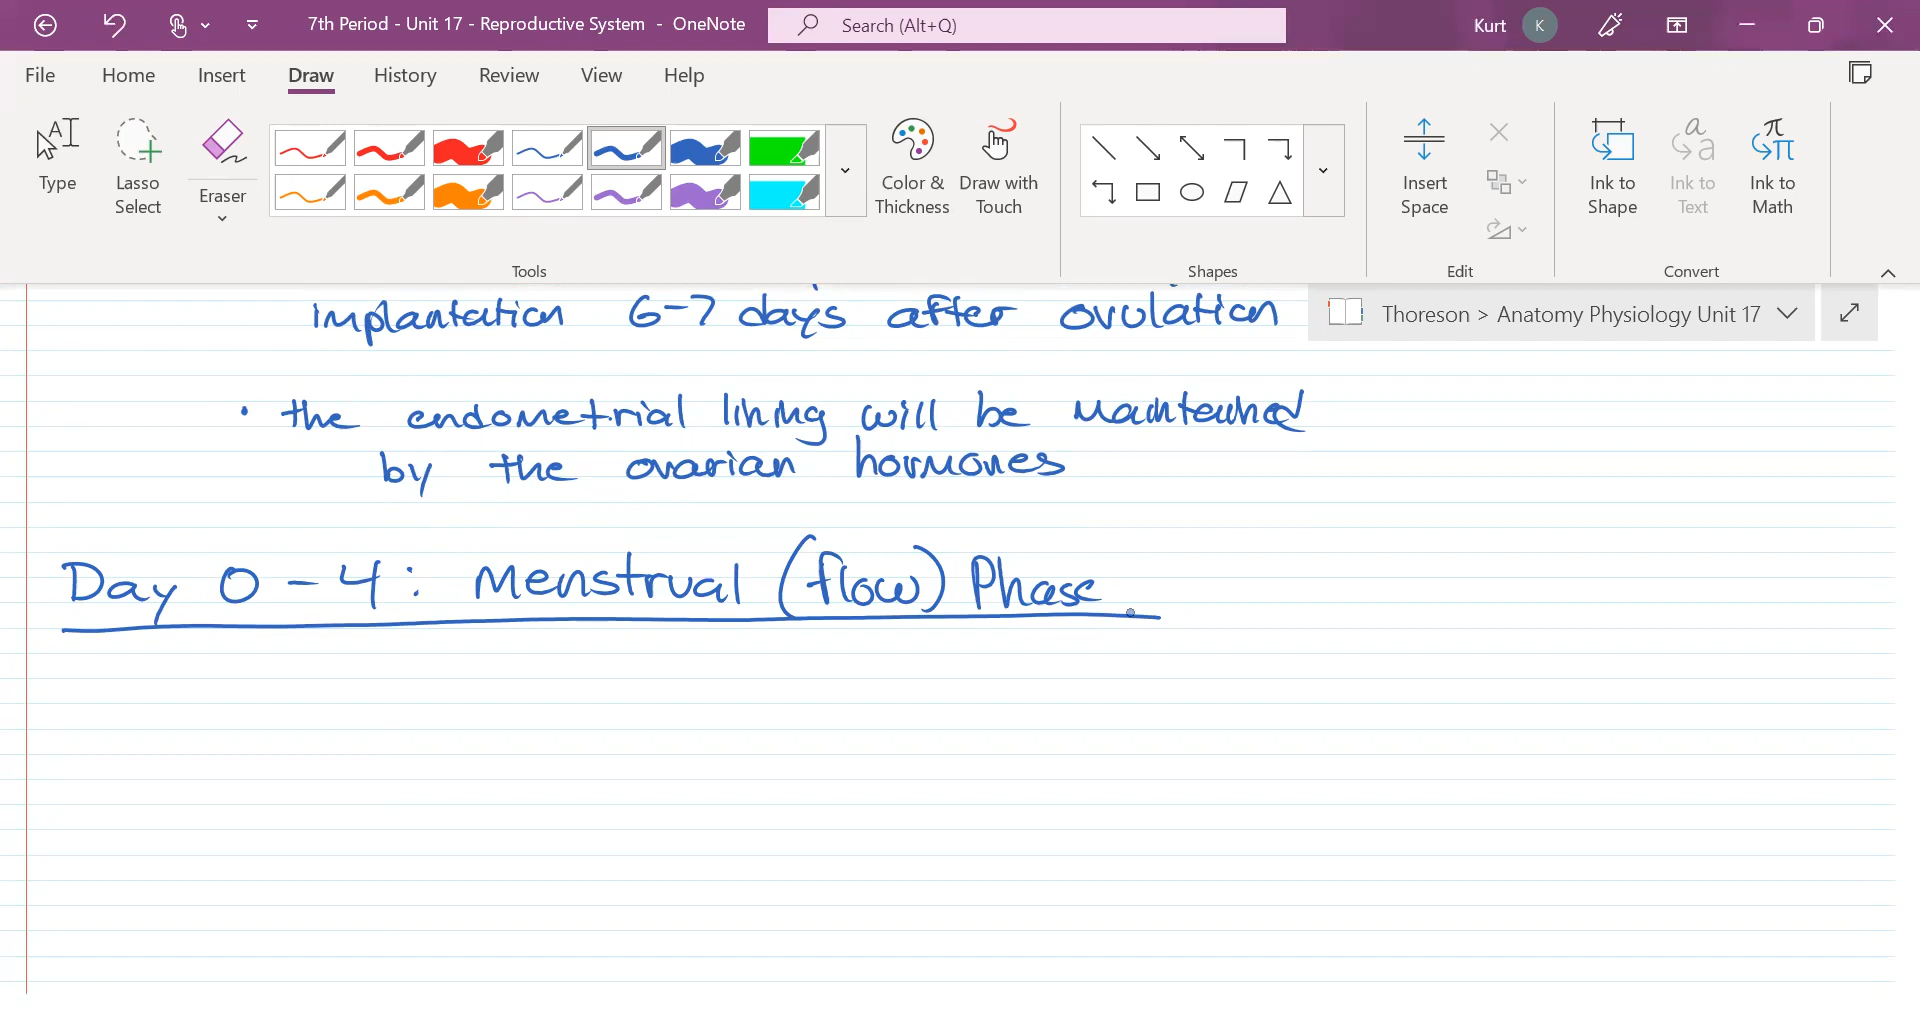 7th Period - Unit 17 - Reproductive System - OneNote
Search (Alt+Q)
Kurt
K
File Home Insert Draw History Review View Help
Type
Lasso Select
Eraser
Color & Thickness
Draw with Touch
Insert Space
Ink to Shape
Ink to Text
Ink to Math
Tools
Shapes
Edit
Convert
implantation 6-7 days after ovulation
Thoreson > Anatomy Physiology Unit 17
• the endometrial lining will be maintained
by the ovarian hormones
Day 0 - 4: Menstrual (flow) Phase